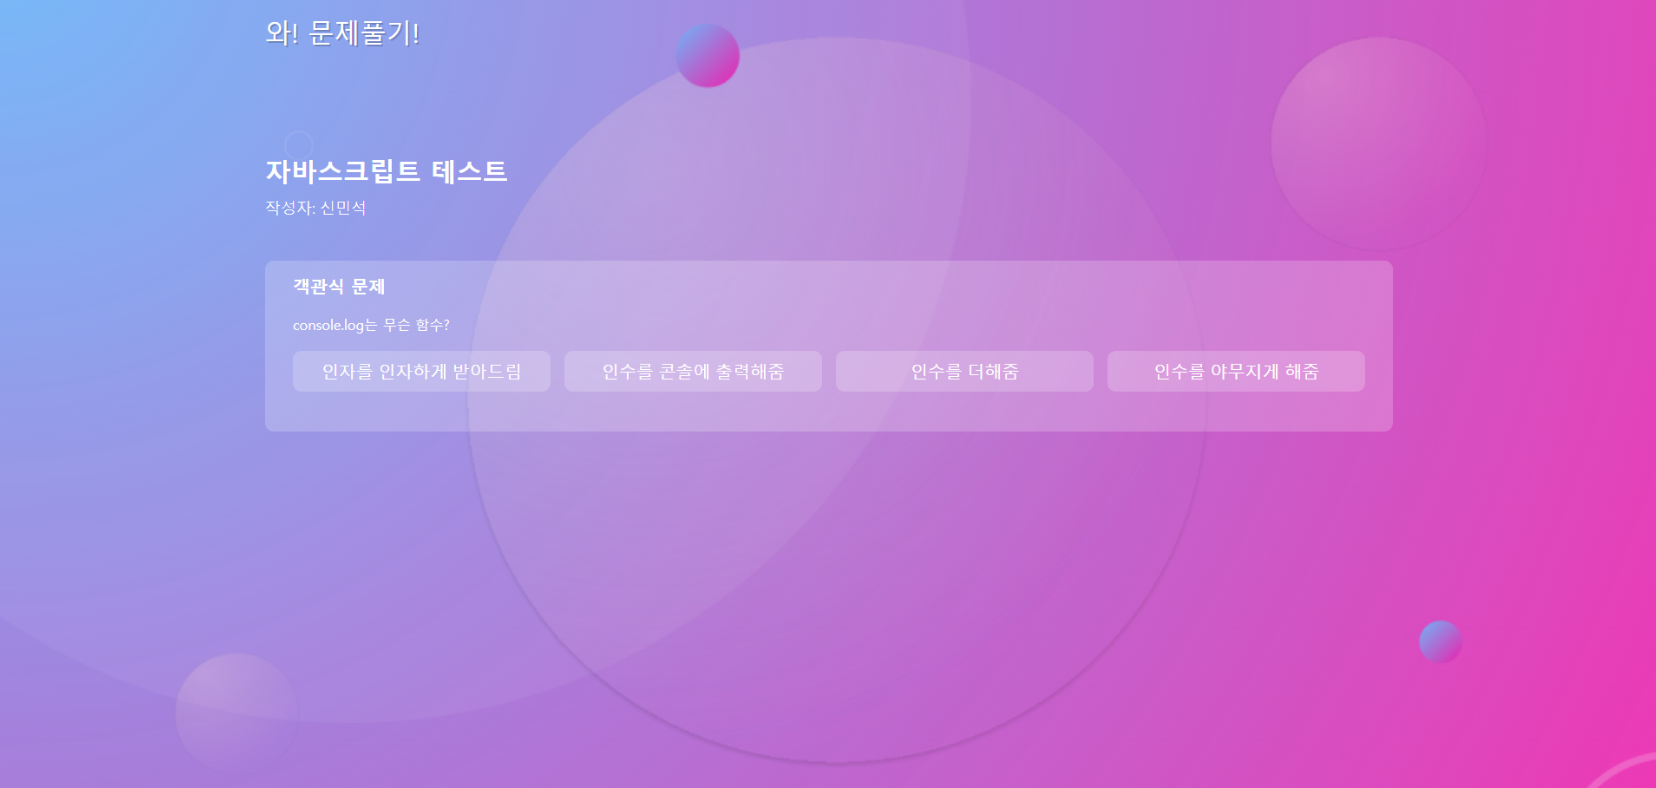 와! 문제풀기!
자바스크립트 테스트
작성자: 신민석
객관식 문제
console.log는 무슨 함수?
인자를 인자하게 받아드림
인수를 콘솔에 출력해줌
인수를 더해줌
인수를 야무지게 해줌